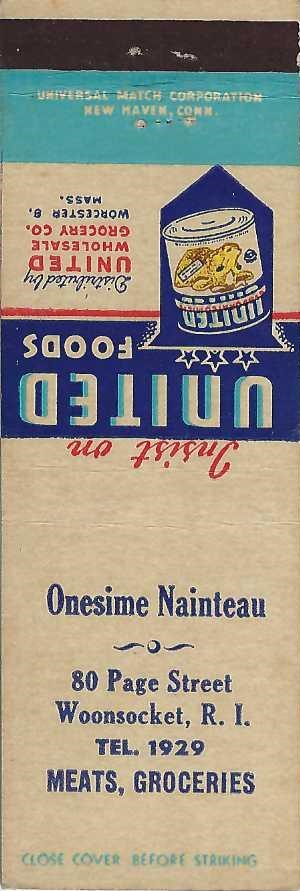 UNIVERSAL MATCH CORPORATION
NEW HAVEN, CONN.
Insist on
UNITED
FOODS
UNITED
Distributed by
UNITED
WHOLESALE
GROCERY CO.
WORCESTER 8,
MASS.
Onesime Nainteau
80 Page Street
Woonsocket, R. I.
TEL. 1929
MEATS, GROCERIES
CLOSE COVER BEFORE STRIKING